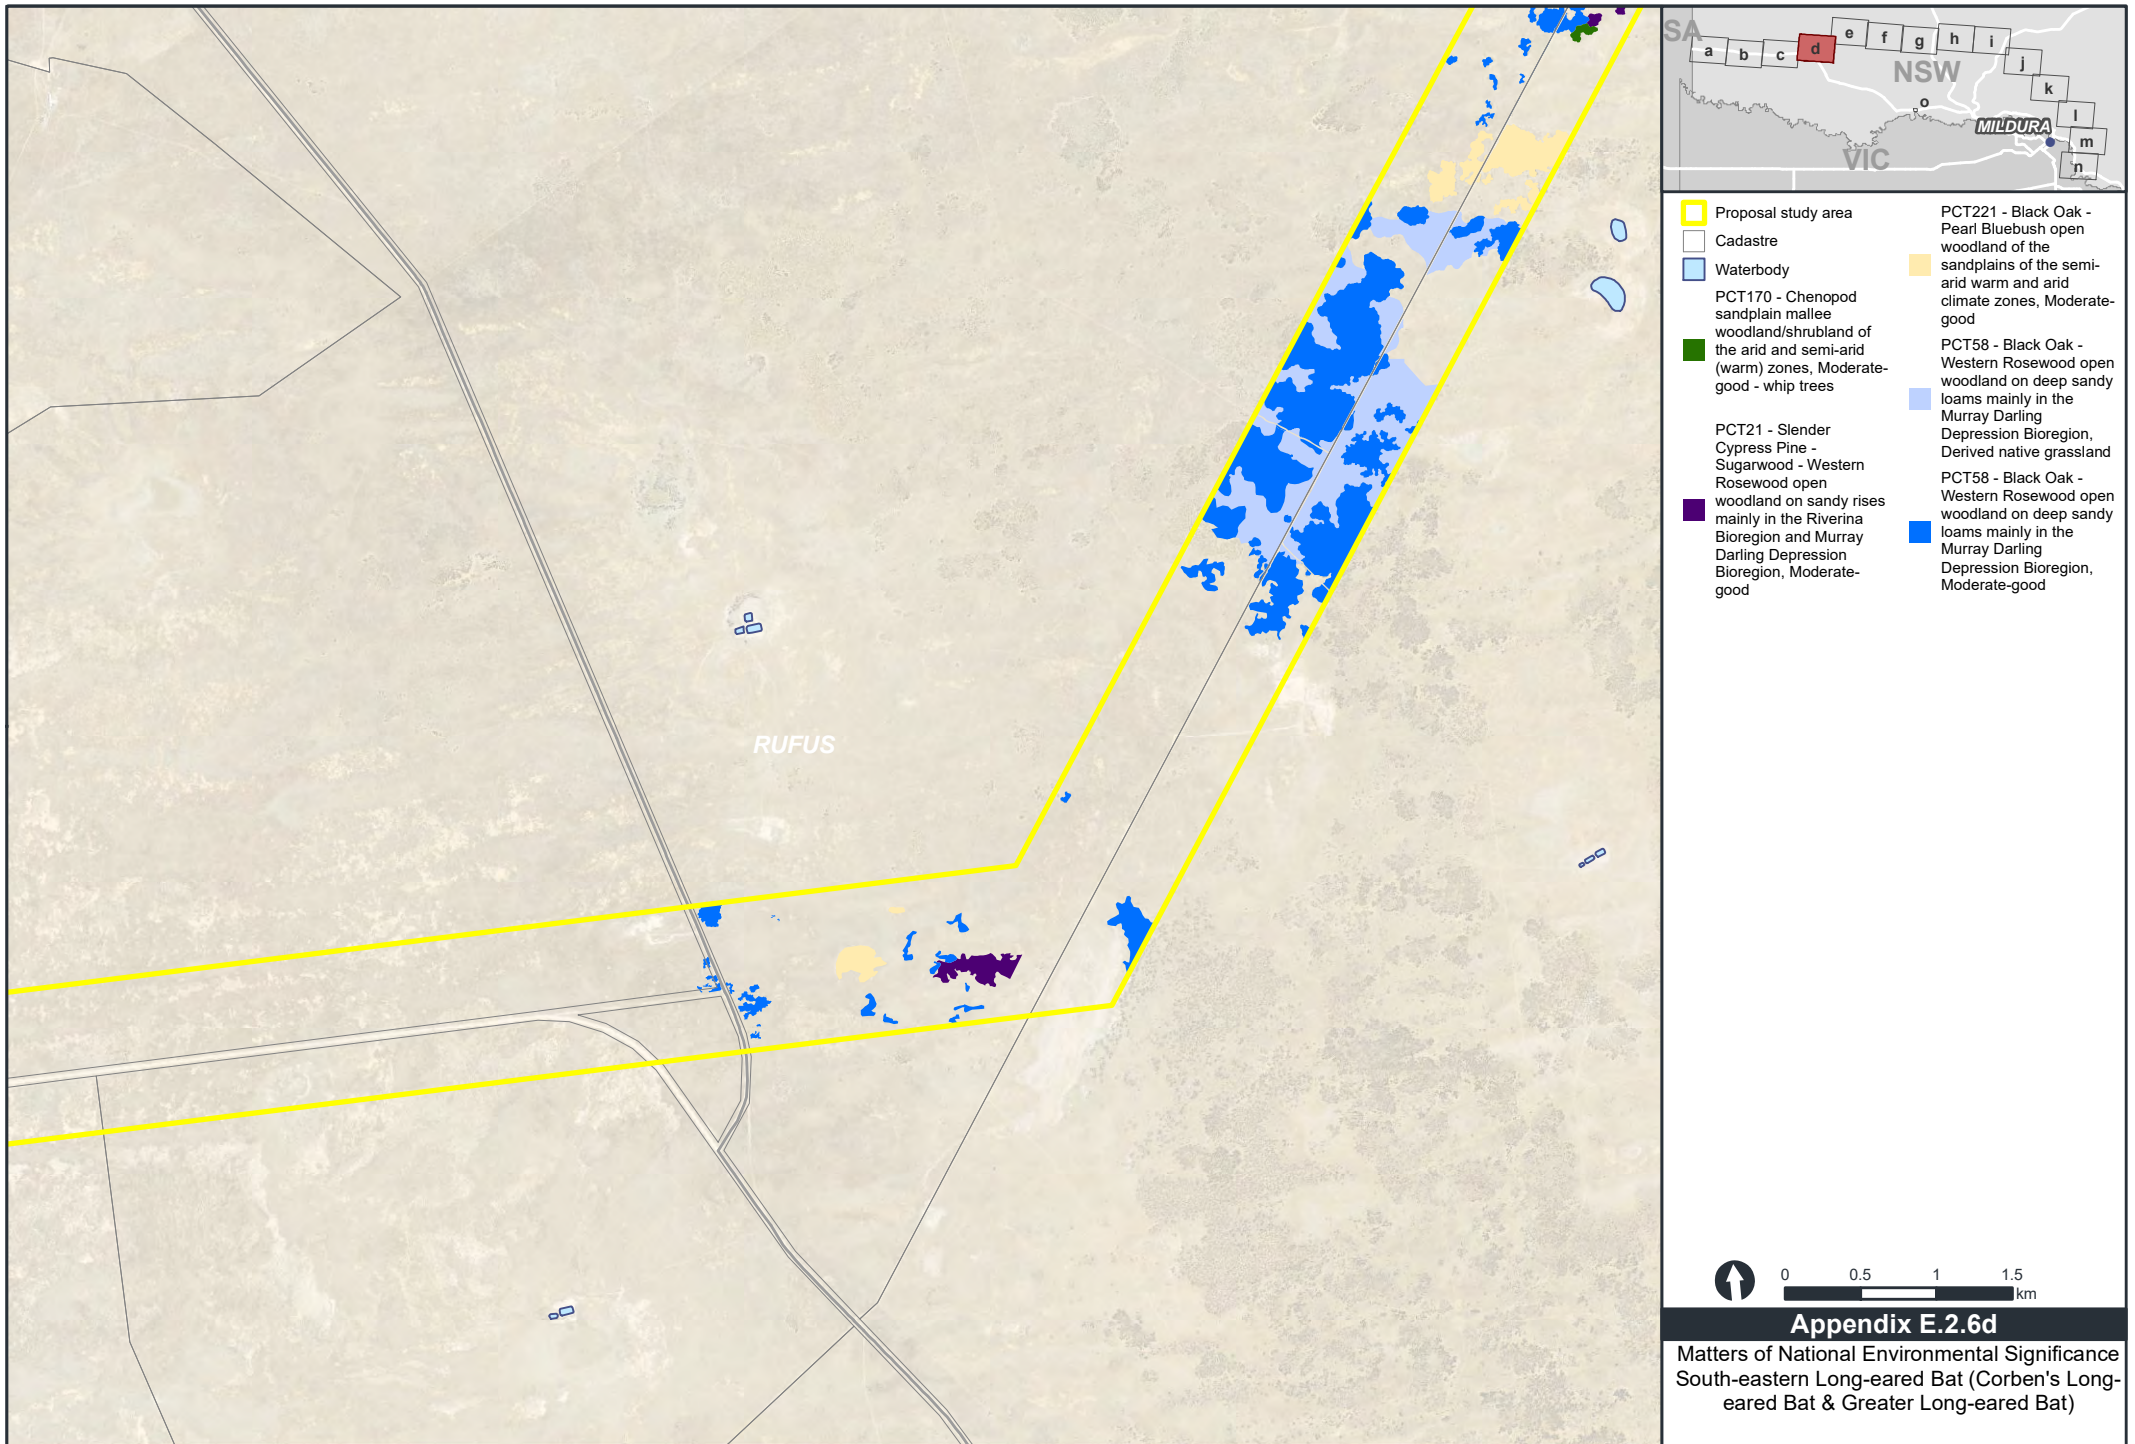 RUFUS
SA
a
b
c
d
e
f
g
h
i
j
k
l
m
n
o
NSW
MILDURA
VIC
Proposal study area
Cadastre
Waterbody
PCT170 - Chenopod
sandplain mallee
woodland/shrubland of
the arid and semi-arid
(warm) zones, Moderate-
good - whip trees
PCT21 - Slender
Cypress Pine -
Sugarwood - Western
Rosewood open
woodland on sandy rises
mainly in the Riverina
Bioregion and Murray
Darling Depression
Bioregion, Moderate-
good
PCT221 - Black Oak -
Pearl Bluebush open
woodland of the
sandplains of the semi-
arid warm and arid
climate zones, Moderate-
good
PCT58 - Black Oak -
Western Rosewood open
woodland on deep sandy
loams mainly in the
Murray Darling
Depression Bioregion,
Derived native grassland
PCT58 - Black Oak -
Western Rosewood open
woodland on deep sandy
loams mainly in the
Murray Darling
Depression Bioregion,
Moderate-good
0 0.5 1 1.5
km
Appendix E.2.6d
Matters of National Environmental Significance
South-eastern Long-eared Bat (Corben's Long-
eared Bat & Greater Long-eared Bat)